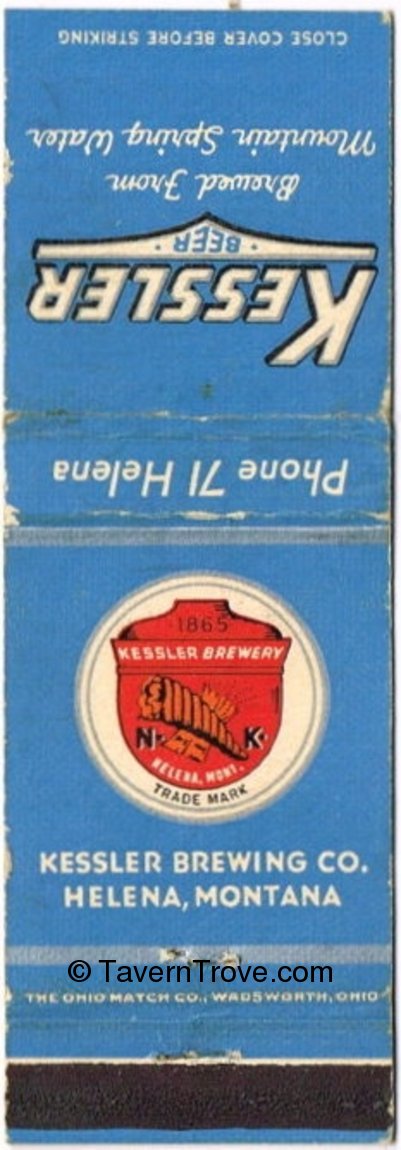 CLOSE COVER BEFORE STRIKING
Brewed From
Mountain Spring Water
· BEER ·
KESSLER
Phone 71 Helena
1865
KESSLER BREWERY
N· K·
HELENA, MONT.
TRADE MARK
KESSLER BREWING CO.
HELENA, MONTANA
© TavernTrove.com
THE OHIO MATCH CO., WADSWORTH, OHIO